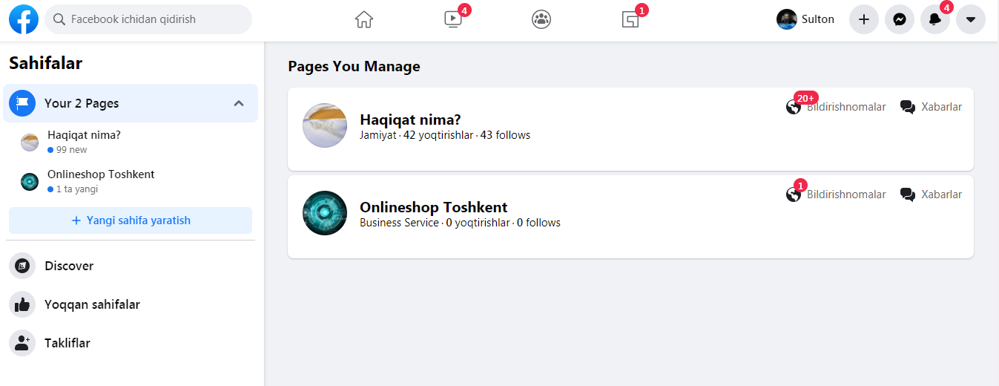 Facebook ichidan qidirish
4
1
Sulton
4
Sahifalar
Your 2 Pages
Haqiqat nima?
99 new
Onlineshop Toshkent
1 ta yangi
+ Yangi sahifa yaratish
Discover
Yoqqan sahifalar
Takliflar
Pages You Manage
Haqiqat nima?
Jamiyat · 42 yoqtirishlar · 43 follows
20+
Bildirishnomalar
Xabarlar
Onlineshop Toshkent
Business Service · 0 yoqtirishlar · 0 follows
1
Bildirishnomalar
Xabarlar